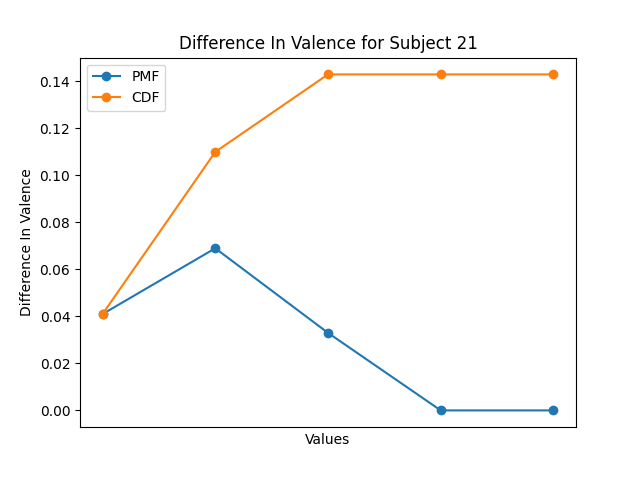 Difference In Valence for Subject 21
PMF
CDF
0.14
0.12
0.10
0.08
0.06
0.04
0.02
0.00
Difference In Valence
Values